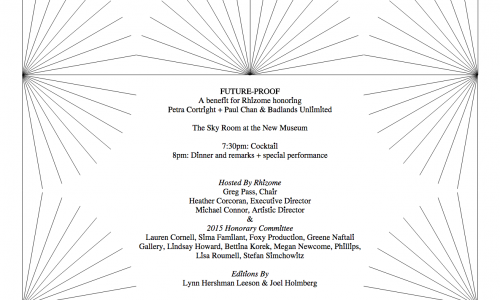 FUTURE-PROOF
A benefit for Rhizome honoring
Petra Cortright + Paul Chan & Badlands Unlimited
The Sky Room at the New Museum
7:30pm: Cocktail
8pm: Dinner and remarks + special performance
Hosted By Rhizome
Greg Pass, Chair
Heather Corcoran, Executive Director
Michael Connor, Artistic Director
&
2015 Honorary Committee
Lauren Cornell, Sima Familant, Foxy Production, Greene Naftali
Gallery, Lindsay Howard, Bettina Korek, Megan Newcome, Phillips,
Lisa Roumell, Stefan Simchowitz
Editions By
Lynn Hershman Leeson & Joel Holmberg